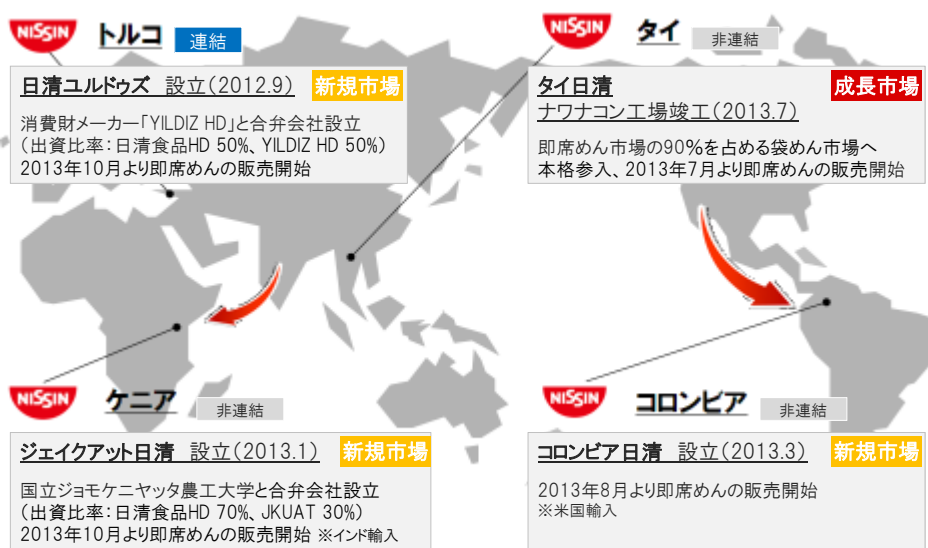 NISSIN トルコ 連結
日清ユルドゥズ 設立(2012.9) 新規市場
消費財メーカー「YILDIZ HD」と合弁会社設立
(出資比率:日清食品HD 50%、YILDIZ HD 50%)
2013年10月より即席めんの販売開始
NISSIN タイ 非連結
タイ日清 成長市場
ナワナコン工場竣工(2013.7)
即席めん市場の90%を占める袋めん市場へ
本格参入、2013年7月より即席めんの販売開始
NISSIN ケニア 非連結
ジェイクアット日清 設立(2013.1) 新規市場
国立ジョモケニヤッタ農工大学と合弁会社設立
(出資比率:日清食品HD 70%、JKUAT 30%)
2013年10月より即席めんの販売開始 ※インド輸入
NISSIN コロンビア 非連結
コロンビア日清 設立(2013.3) 新規市場
2013年8月より即席めんの販売開始
※米国輸入